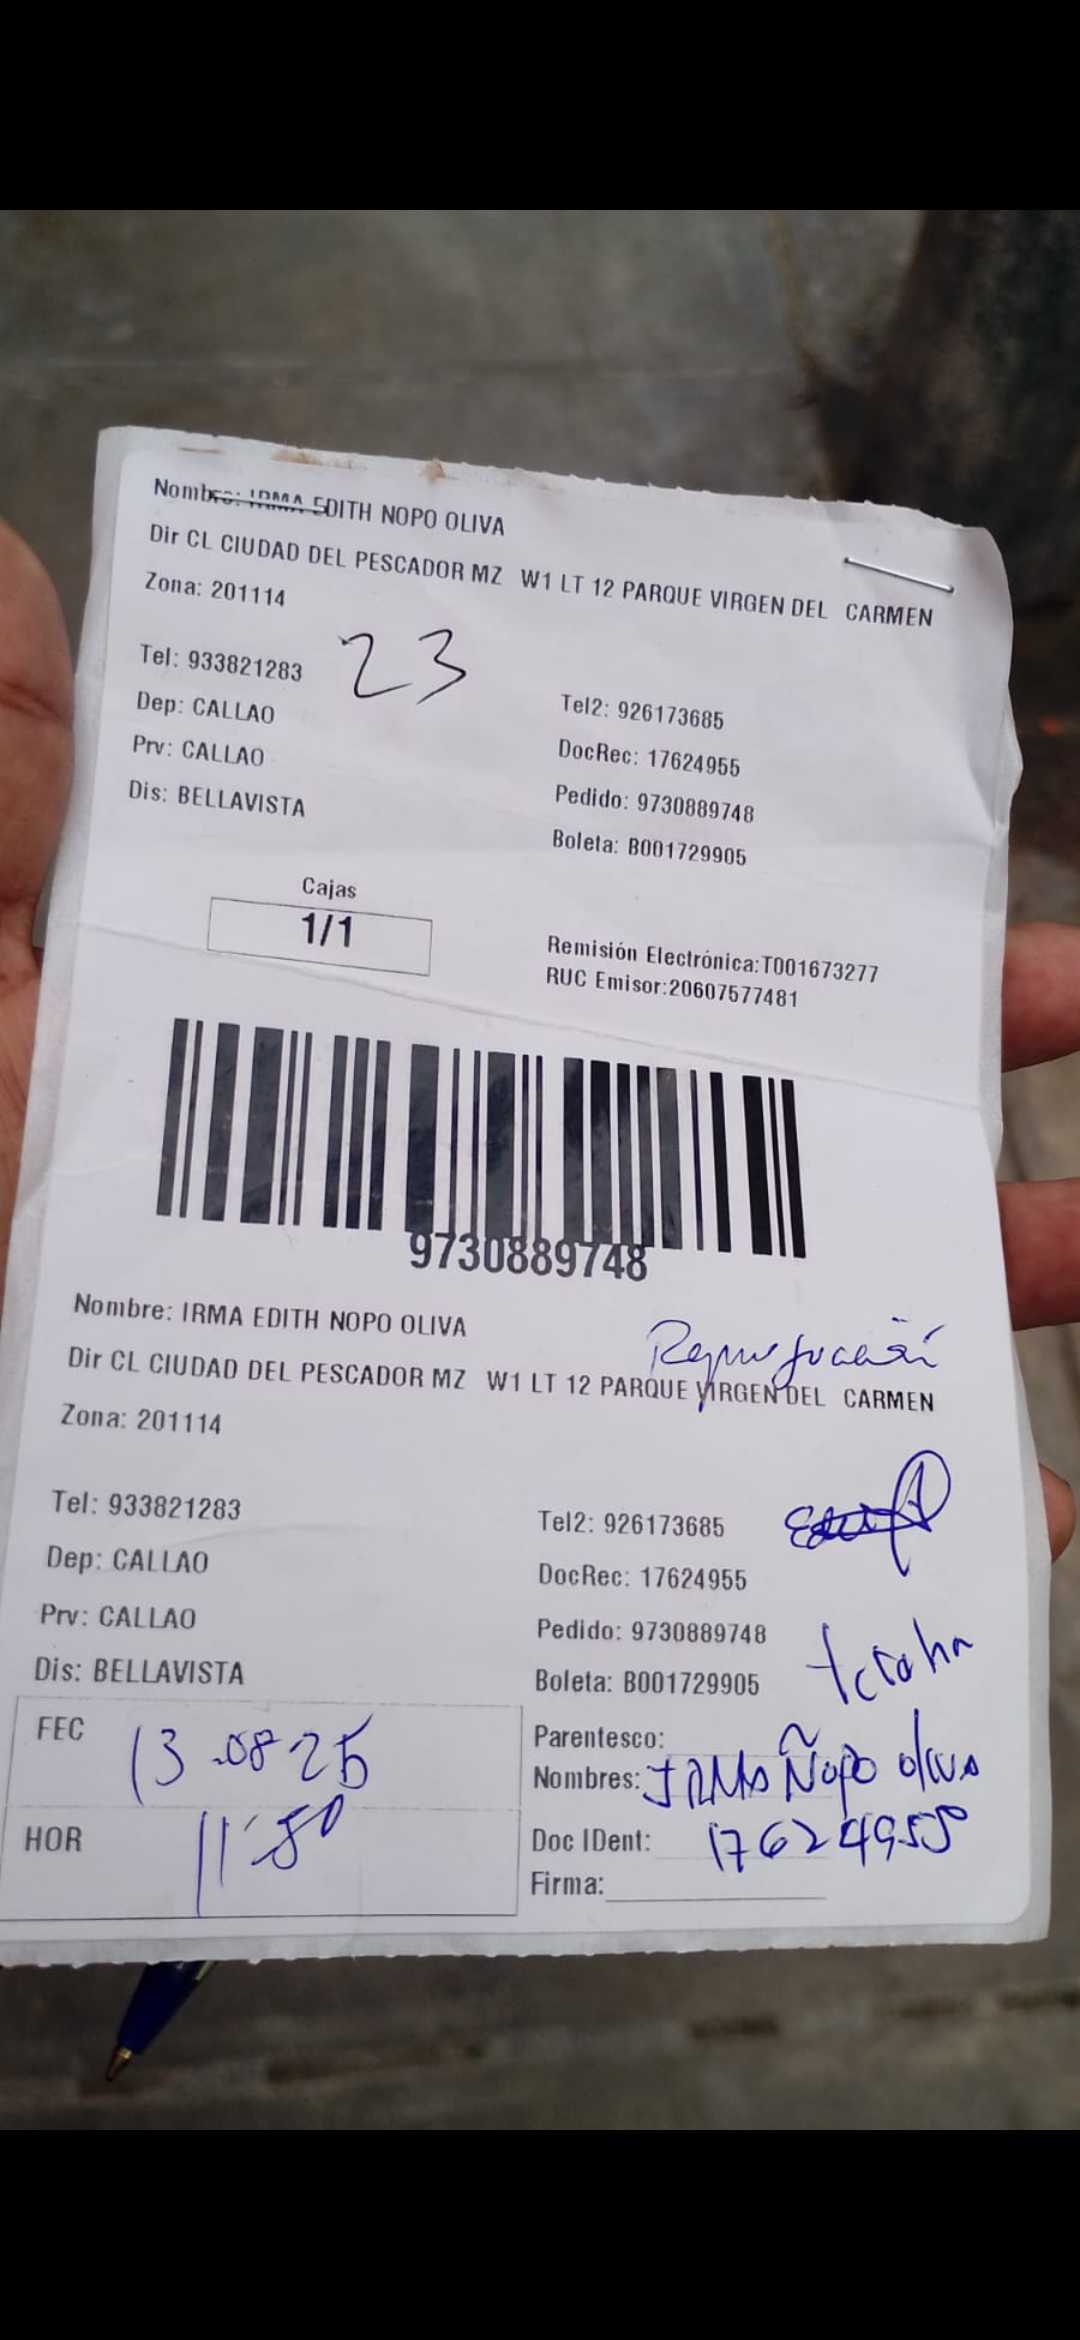 Nombre: IRMA EDITH NOPO OLIVA
Dir CL CIUDAD DEL PESCADOR MZ W1 LT 12 PARQUE VIRGEN DEL CARMEN
Zona: 201114
23
Tel: 933821283
Tel2: 926173685
Dep: CALLAO
DocRec: 17624955
Prv: CALLAO
Pedido: 9730889748
Dis: BELLAVISTA
Boleta: B001729905
Cajas
1/1
Remisión Electrónica:T001673277
RUC Emisor:20607577481
9730889748
Nombre: IRMA EDITH NOPO OLIVA
Dir CL CIUDAD DEL PESCADOR MZ W1 LT 12 PARQUE VIRGEN DEL CARMEN
Zona: 201114
Tel: 933821283
Tel2: 926173685
Dep: CALLAO
DocRec: 17624955
Prv: CALLAO
Pedido: 9730889748
Dis: BELLAVISTA
Boleta: B001729905
FEC 13.08 25
Parentesco:
Nombres: IRMA Ñopo
HOR 11:50
Doc IDent: 17624955
Firma: